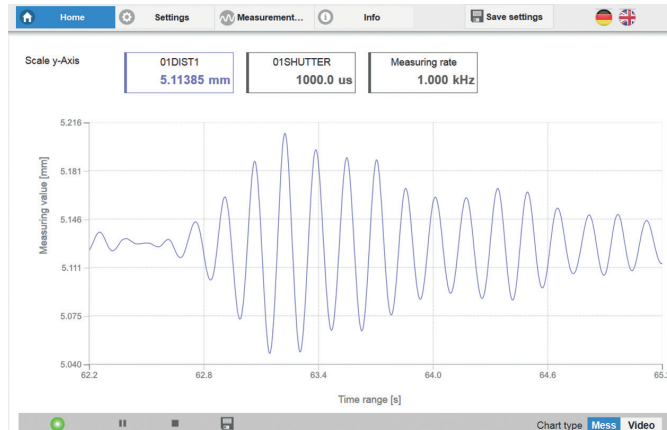 Home Settings Measurement... Info Save settings
Scale y-Axis
01DIST1
5.11385 mm
01SHUTTER
1000.0 us
Measuring rate
1.000 kHz
Measuring value [mm]
5.216
5.181
5.146
5.111
5.075
5.040
62.2 62.8 63.4 64.0 64.6 65.2
Time range [s]
Chart type Mess Video